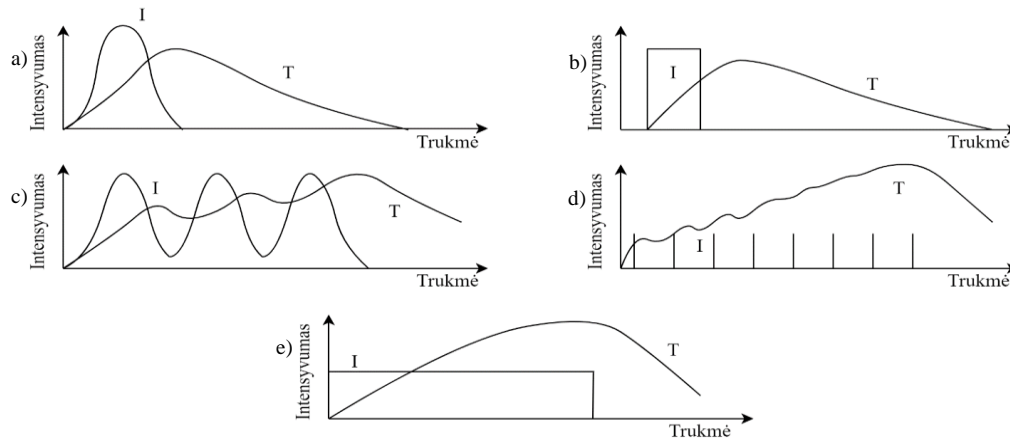 a)
Intensyvumas
I
T
Trukmė
b)
Intensyvumas
I
T
Trukmė
c)
Intensyvumas
I
T
Trukmė
d)
Intensyvumas
I
T
Trukmė
e)
Intensyvumas
I
T
Trukmė